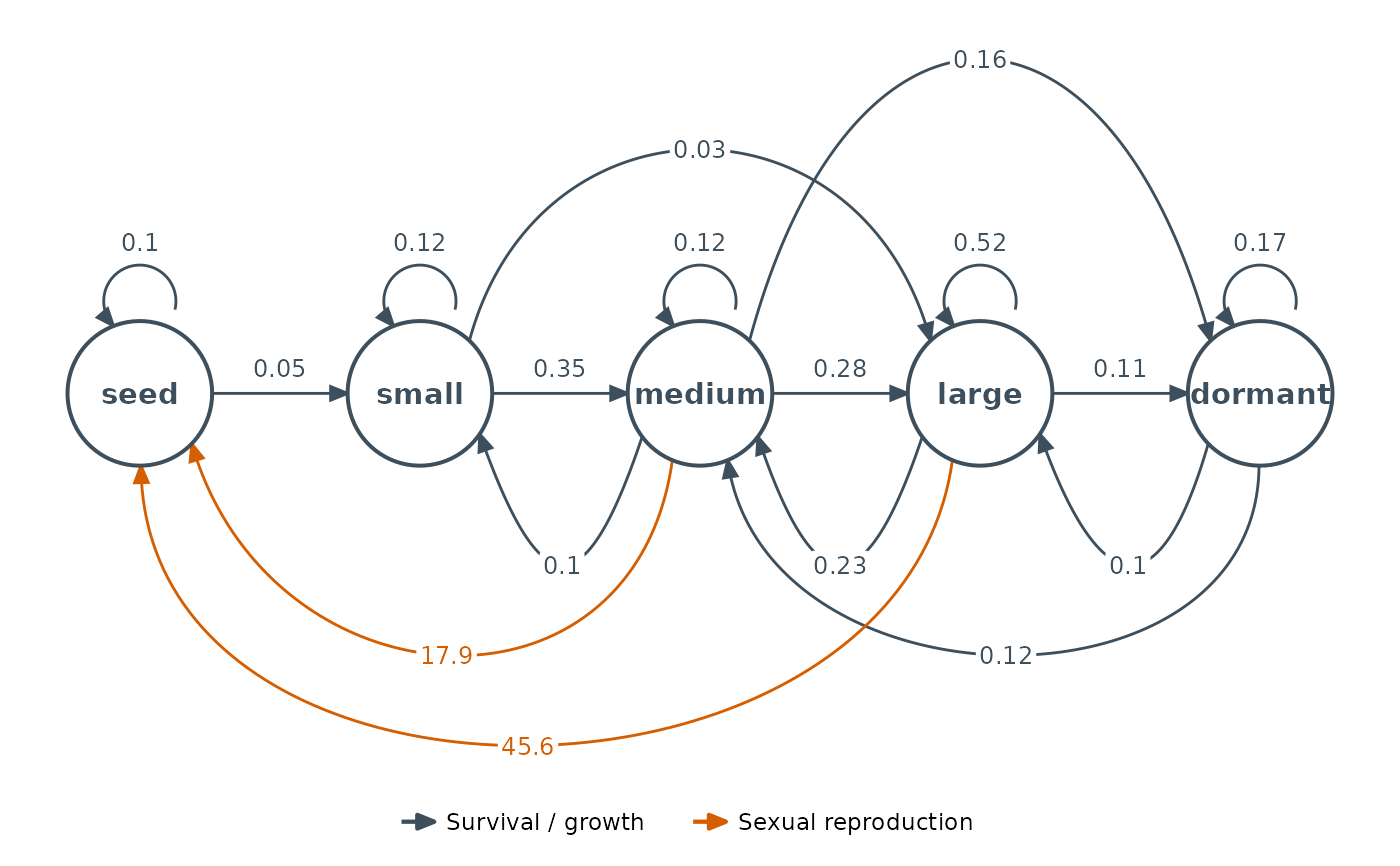 0.16
0.03
0.1
0.12
0.12
0.52
0.17
0.05
0.35
0.28
0.11
seed
small
medium
large
dormant
0.1
0.23
0.1
17.9
0.12
45.6
Survival / growth
Sexual reproduction